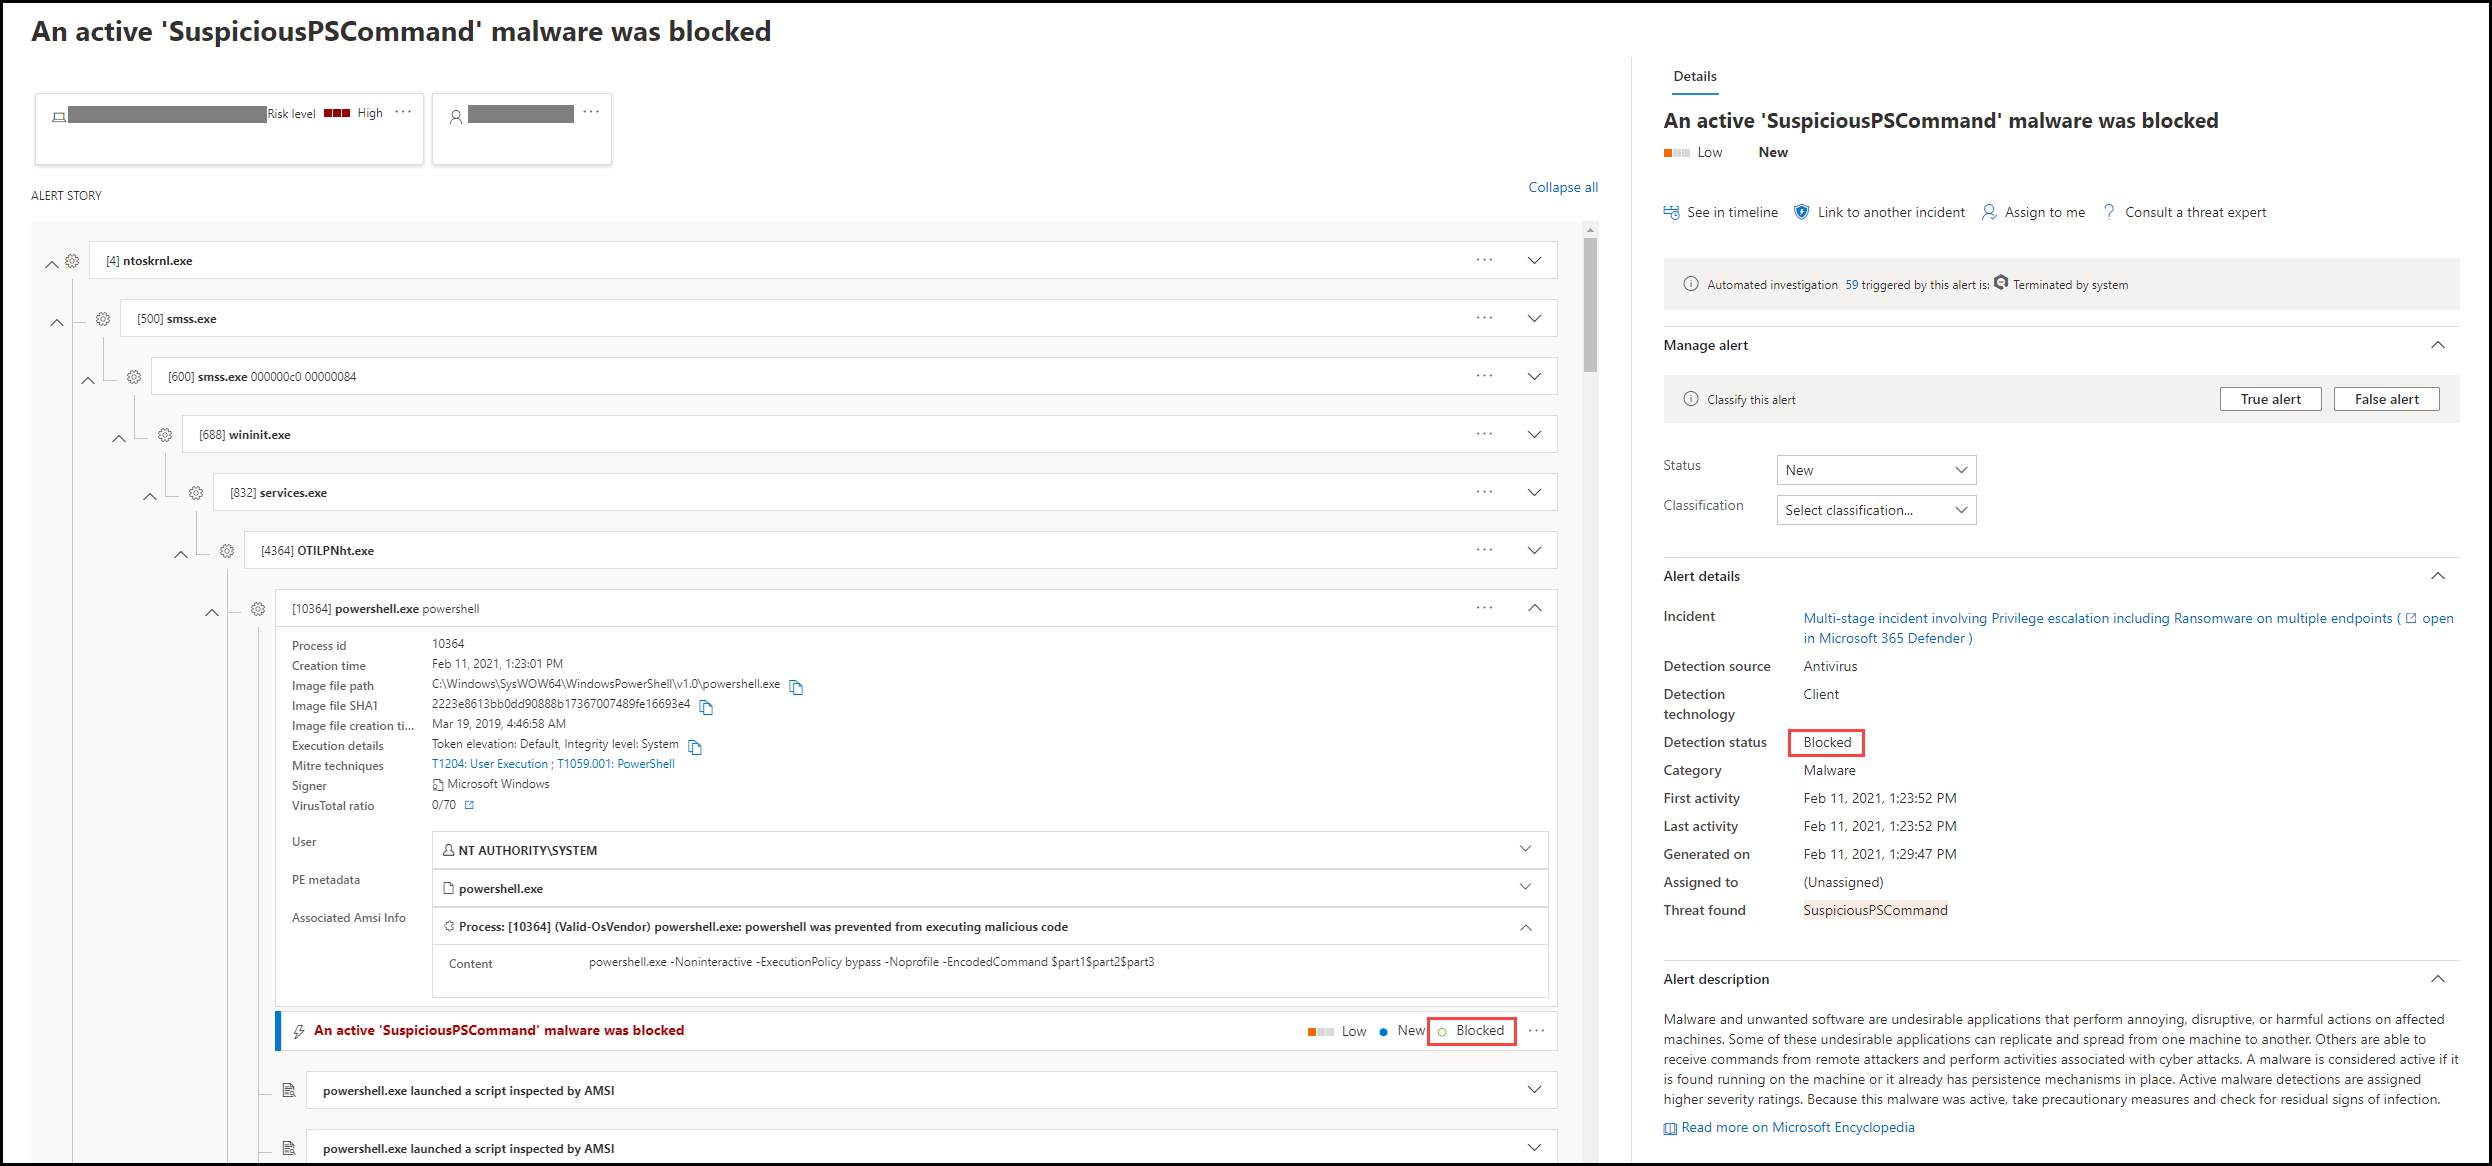 An active 'SuspiciousPSCommand' malware was blocked
Risk level High ...
...
ALERT STORY
Collapse all
[4] ntoskrnl.exe ...
[500] smss.exe ...
[600] smss.exe 000000c0 00000084 ...
[688] wininit.exe ...
[832] services.exe ...
[4364] OTILPNht.exe ...
[10364] powershell.exe powershell ...
Process id 10364
Creation time Feb 11, 2021, 1:23:01 PM
Image file path C:\Windows\SysWOW64\WindowsPowerShell\v1.0\powershell.exe
Image file SHA1 2223e8613bb0dd90888b17367007489fe16693e4
Image file creation ti... Mar 19, 2019, 4:46:58 AM
Execution details Token elevation: Default, Integrity level: System
Mitre techniques T1204: User Execution ; T1059.001: PowerShell
Signer Microsoft Windows
VirusTotal ratio 0/70
User NT AUTHORITY\SYSTEM
PE metadata powershell.exe
Associated Amsi Info Process: [10364] (Valid-OsVendor) powershell.exe: powershell was prevented from executing malicious code
Content powershell.exe -Noninteractive -ExecutionPolicy bypass -Noprofile -EncodedCommand $part1$part2$part3
An active 'SuspiciousPSCommand' malware was blocked Low New Blocked ...
powershell.exe launched a script inspected by AMSI
powershell.exe launched a script inspected by AMSI
Details
An active 'SuspiciousPSCommand' malware was blocked
Low New
See in timeline Link to another incident Assign to me ? Consult a threat expert
Automated investigation 59 triggered by this alert is: Terminated by system
Manage alert
Classify this alert True alert False alert
Status New
Classification Select classification...
Alert details
Incident Multi-stage incident involving Privilege escalation including Ransomware on multiple endpoints ( open
in Microsoft 365 Defender )
Detection source Antivirus
Detection Client
technology
Detection status Blocked
Category Malware
First activity Feb 11, 2021, 1:23:52 PM
Last activity Feb 11, 2021, 1:23:52 PM
Generated on Feb 11, 2021, 1:29:47 PM
Assigned to (Unassigned)
Threat found SuspiciousPSCommand
Alert description
Malware and unwanted software are undesirable applications that perform annoying, disruptive, or harmful actions on affected
machines. Some of these undesirable applications can replicate and spread from one machine to another. Others are able to
receive commands from remote attackers and perform activities associated with cyber attacks. A malware is considered active if it
is found running on the machine or it already has persistence mechanisms in place. Active malware detections are assigned
higher severity ratings. Because this malware was active, take precautionary measures and check for residual signs of infection.
Read more on Microsoft Encyclopedia